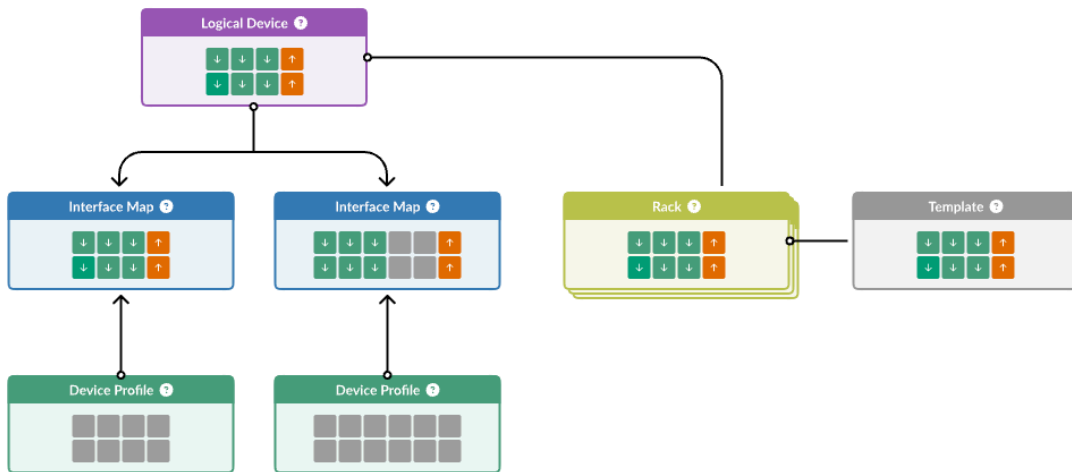 Logical Device ?
Interface Map ?
Interface Map ?
Rack ?
Template ?
Device Profile ?
Device Profile ?